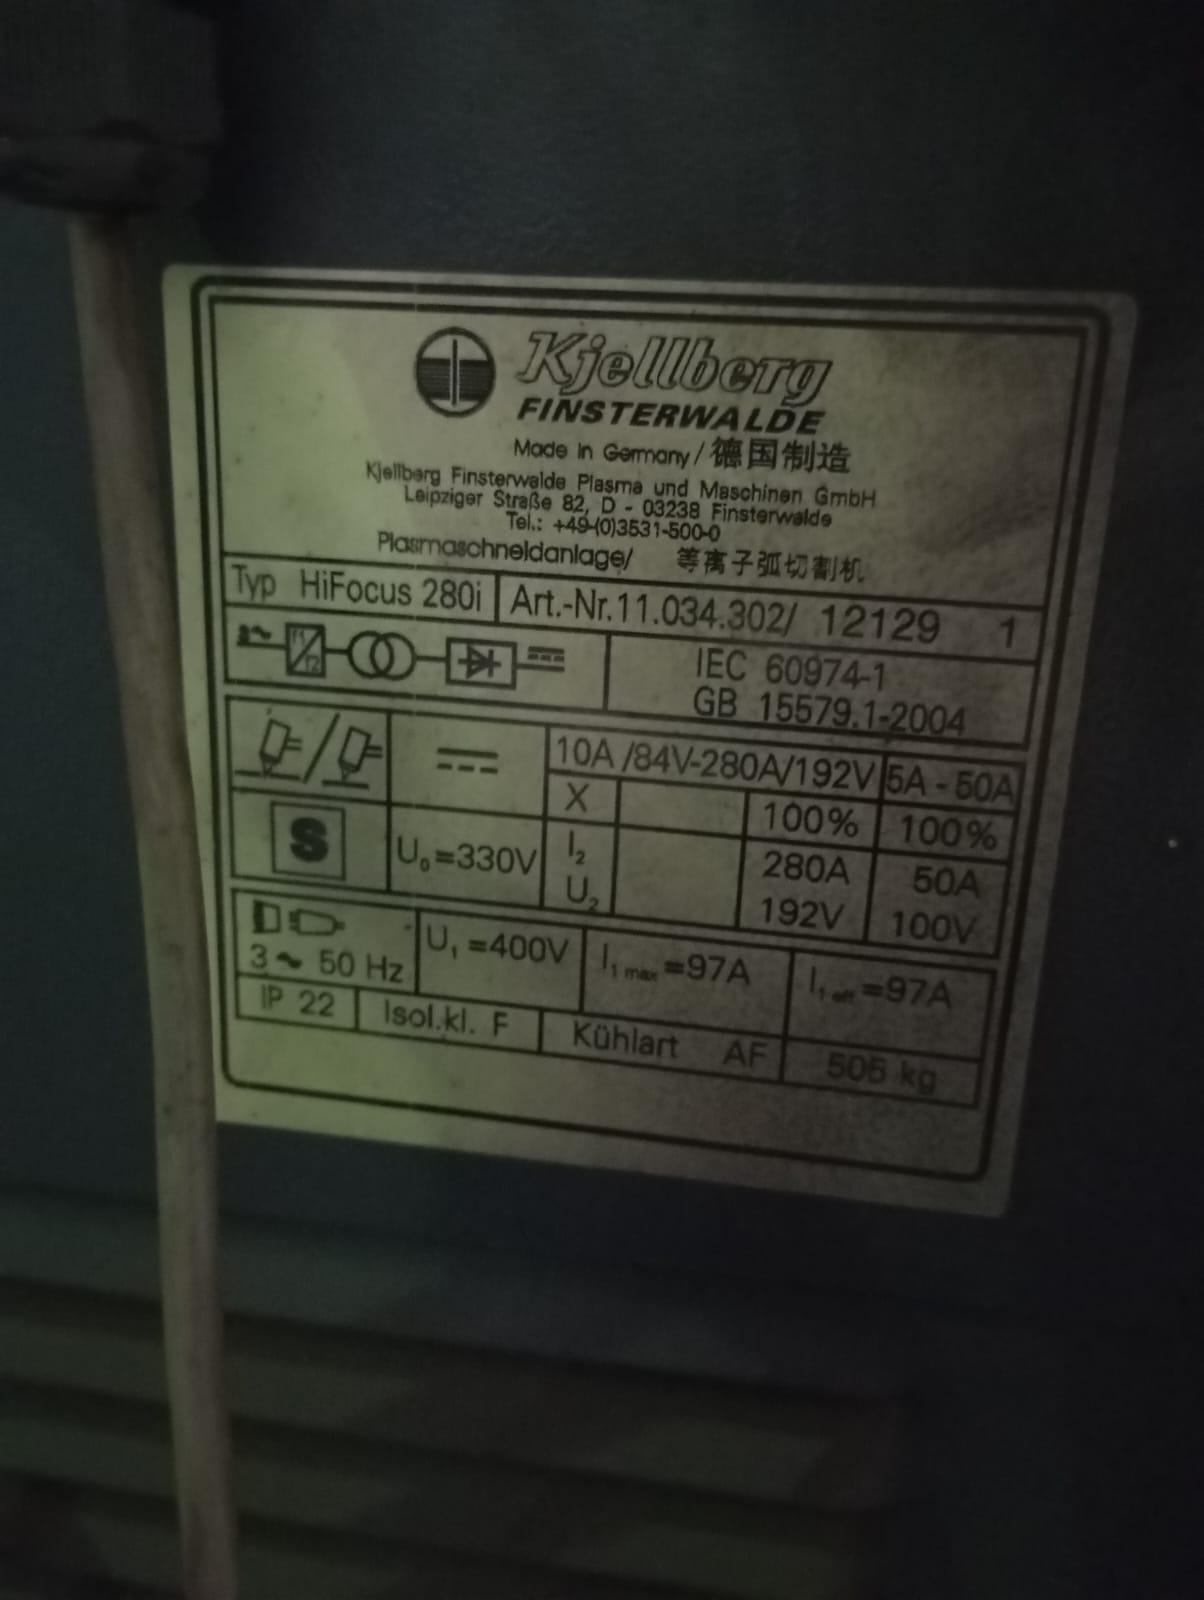 Kjellberg
FINSTERWALDE
Made in Germany/德国制造
Kjellberg Finsterwalde Plasma und Maschinen GmbH
Leipziger Straße 82, D - 03238 Finsterwalde
Tel.: +49-(0)3531-500-0
Plasmaschneidanlage/ 等离子弧切割机
Typ HiFocus 280i Art.-Nr.11.034.302/ 12129 1
3~ f1 f2 IEC 60974-1
GB 15579.1-2004
10A/84V-280A/192V 5A - 50A
X 100% 100%
S U₀=330V I₂ 280A 50A
U₂ 192V 100V
3~ 50 Hz U₁=400V I₁ max=97A I₁ eff=97A
IP 22 Isol.kl. F Kühlart AF 505 kg